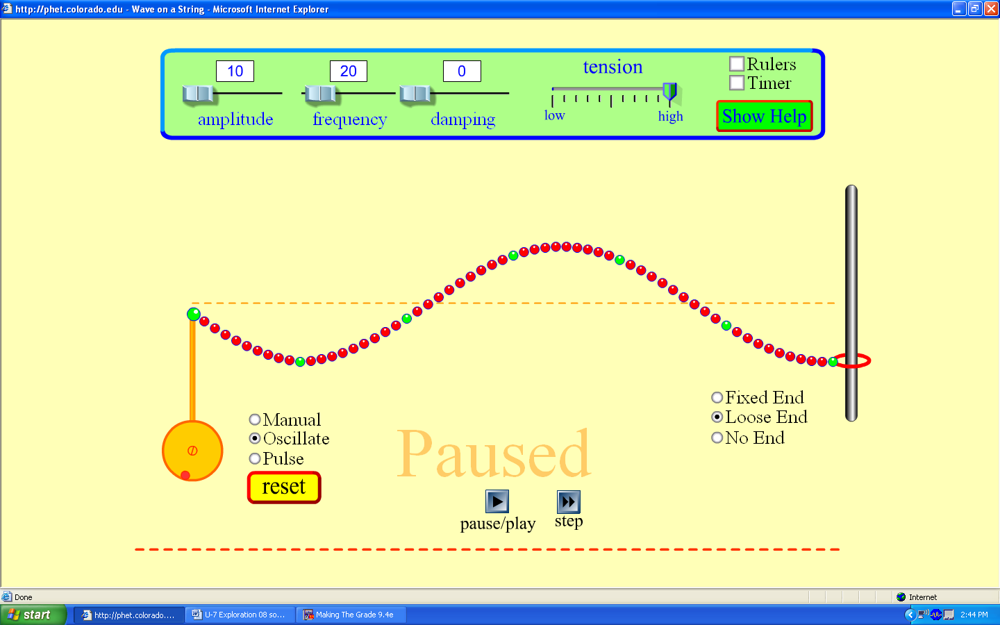 http://phet.colorado.edu - Wave on a String - Microsoft Internet Explorer
10 20 0
tension
Rulers
Timer
low high
Show Help
amplitude frequency damping
Fixed End
Loose End
No End
Manual
Oscillate
Pulse
reset
Paused
pause/play step
Done Internet
start http://phet.colorado.... U-7 Exploration 08 so... Making The Grade 9.4e 2:44 PM